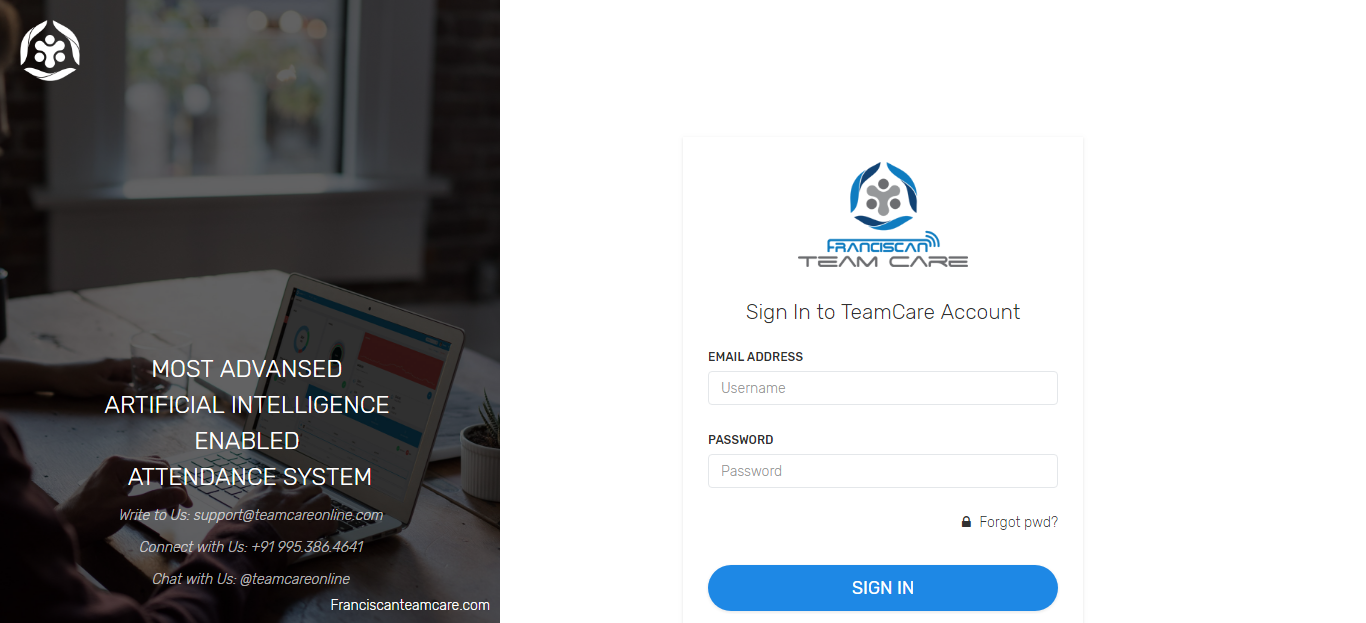 MOST ADVANSED
ARTIFICIAL INTELLIGENCE
ENABLED
ATTENDANCE SYSTEM
Write to Us: support@teamcareonline.com
Connect with Us: +91 995.386.4641
Chat with Us: @teamcareonline
Franciscanteamcare.com
FRANCISCAN
TEAM CARE
Sign In to TeamCare Account
EMAIL ADDRESS
Username
PASSWORD
Password
Forgot pwd?
SIGN IN